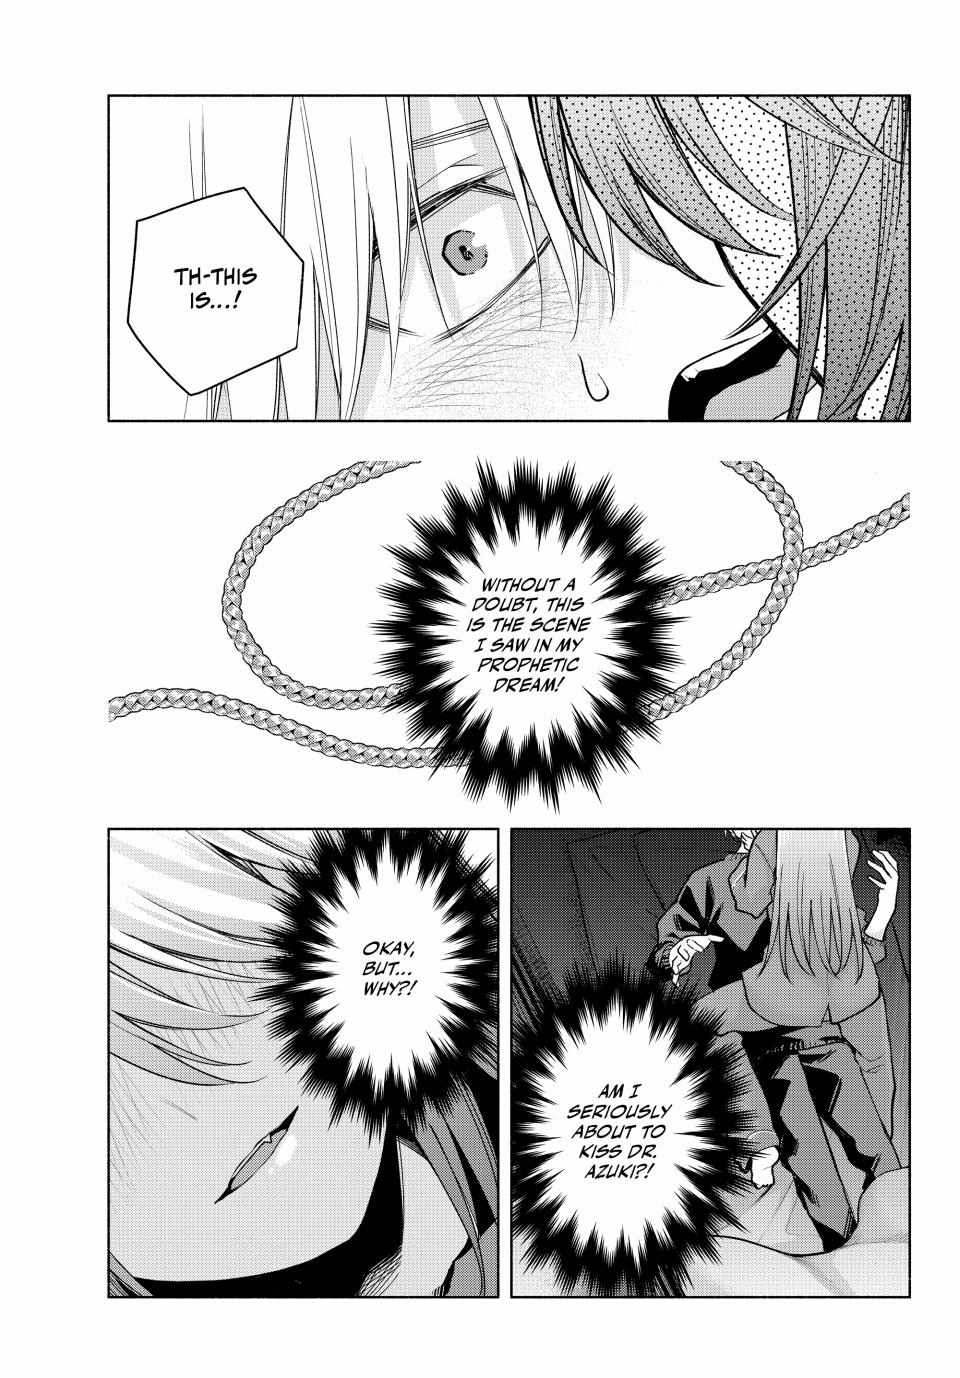 TH-THIS
IS...!
WITHOUT A
DOUBT, THIS
IS THE SCENE
I SAW IN MY
PROPHETIC
DREAM!
AM I
SERIOUSLY
ABOUT TO
KISS DR.
AZUKI?!
OKAY,
BUT...
WHY?!